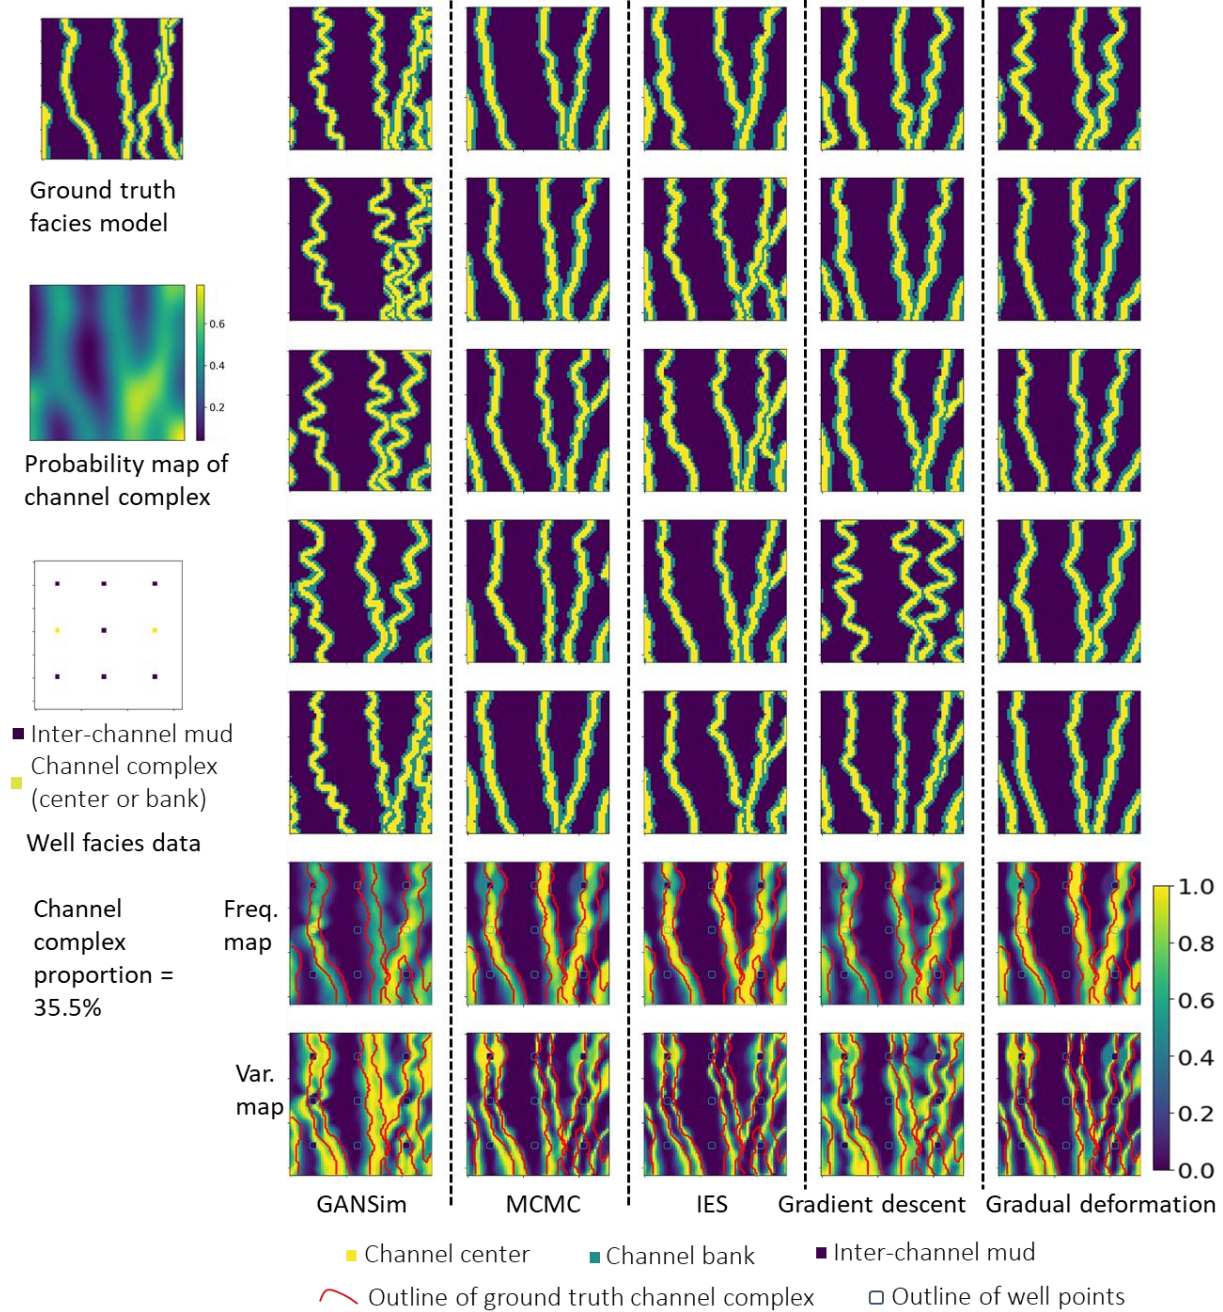 Ground truth
facies model
0.6
0.4
0.2
Probability map of
channel complex
Inter-channel mud
Channel complex
(center or bank)
Well facies data
Channel
complex
proportion =
35.5%
Freq.
map
Var.
map
1.0
0.8
0.6
0.4
0.2
0.0
GANSim
MCMC
IES
Gradient descent
Gradual deformation
Channel center
Channel bank
Inter-channel mud
Outline of ground truth channel complex
Outline of well points